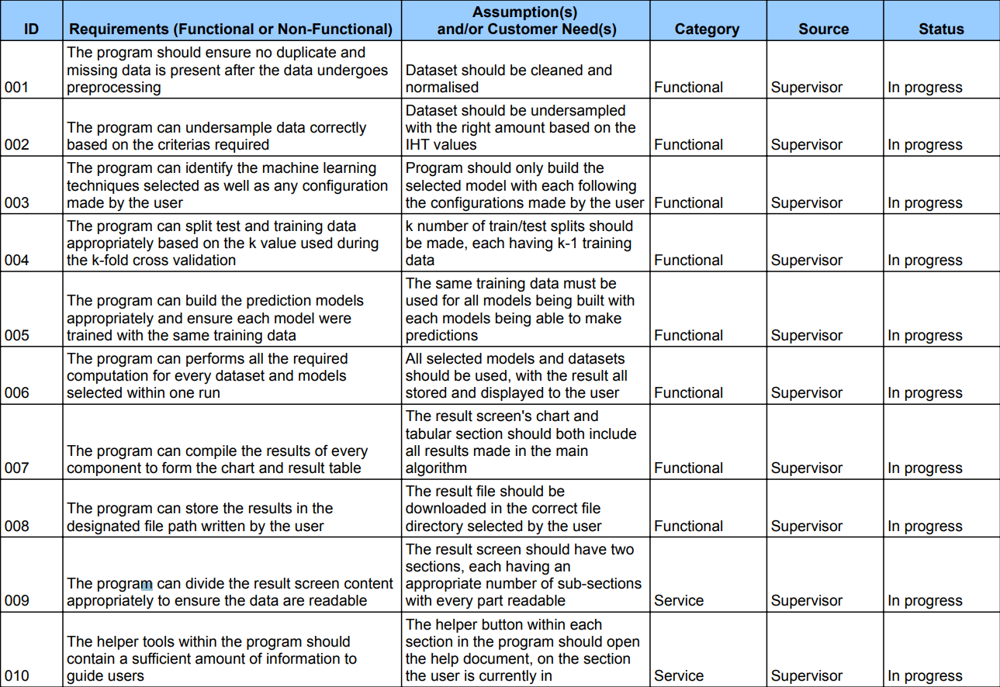 ID Requirements (Functional or Non-Functional) Assumption(s) and/or Customer Need(s) Category Source Status
001 The program should ensure no duplicate and missing data is present after the data undergoes preprocessing Dataset should be cleaned and normalised Functional Supervisor In progress
002 The program can undersample data correctly based on the criterias required Dataset should be undersampled with the right amount based on the IHT values Functional Supervisor In progress
003 The program can identify the machine learning techniques selected as well as any configuration made by the user Program should only build the selected model with each following the configurations made by the user Functional Supervisor In progress
004 The program can split test and training data appropriately based on the k value used during the k-fold cross validation k number of train/test splits should be made, each having k-1 training data Functional Supervisor In progress
005 The program can build the prediction models appropriately and ensure each model were trained with the same training data The same training data must be used for all models being built with each models being able to make predictions Functional Supervisor In progress
006 The program can performs all the required computation for every dataset and models selected within one run All selected models and datasets should be used, with the result all stored and displayed to the user Functional Supervisor In progress
007 The program can compile the results of every component to form the chart and result table The result screen's chart and tabular section should both include all results made in the main algorithm Functional Supervisor In progress
008 The program can store the results in the designated file path written by the user The result file should be downloaded in the correct file directory selected by the user Functional Supervisor In progress
009 The program can divide the result screen content appropriately to ensure the data are readable The result screen should have two sections, each having an appropriate number of sub-sections with every part readable Service Supervisor In progress
010 The helper tools within the program should contain a sufficient amount of information to guide users The helper button within each section in the program should open the help document, on the section the user is currently in Service Supervisor In progress